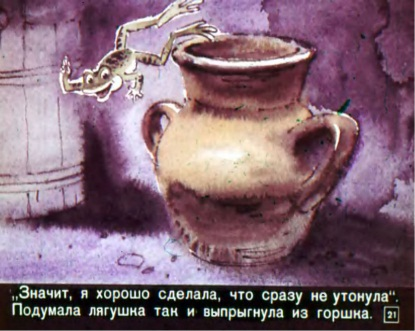 „Значит, я хорошо сделала, что сразу не утонула“.
Подумала лягушка так и выпрыгнула из горшка. 21